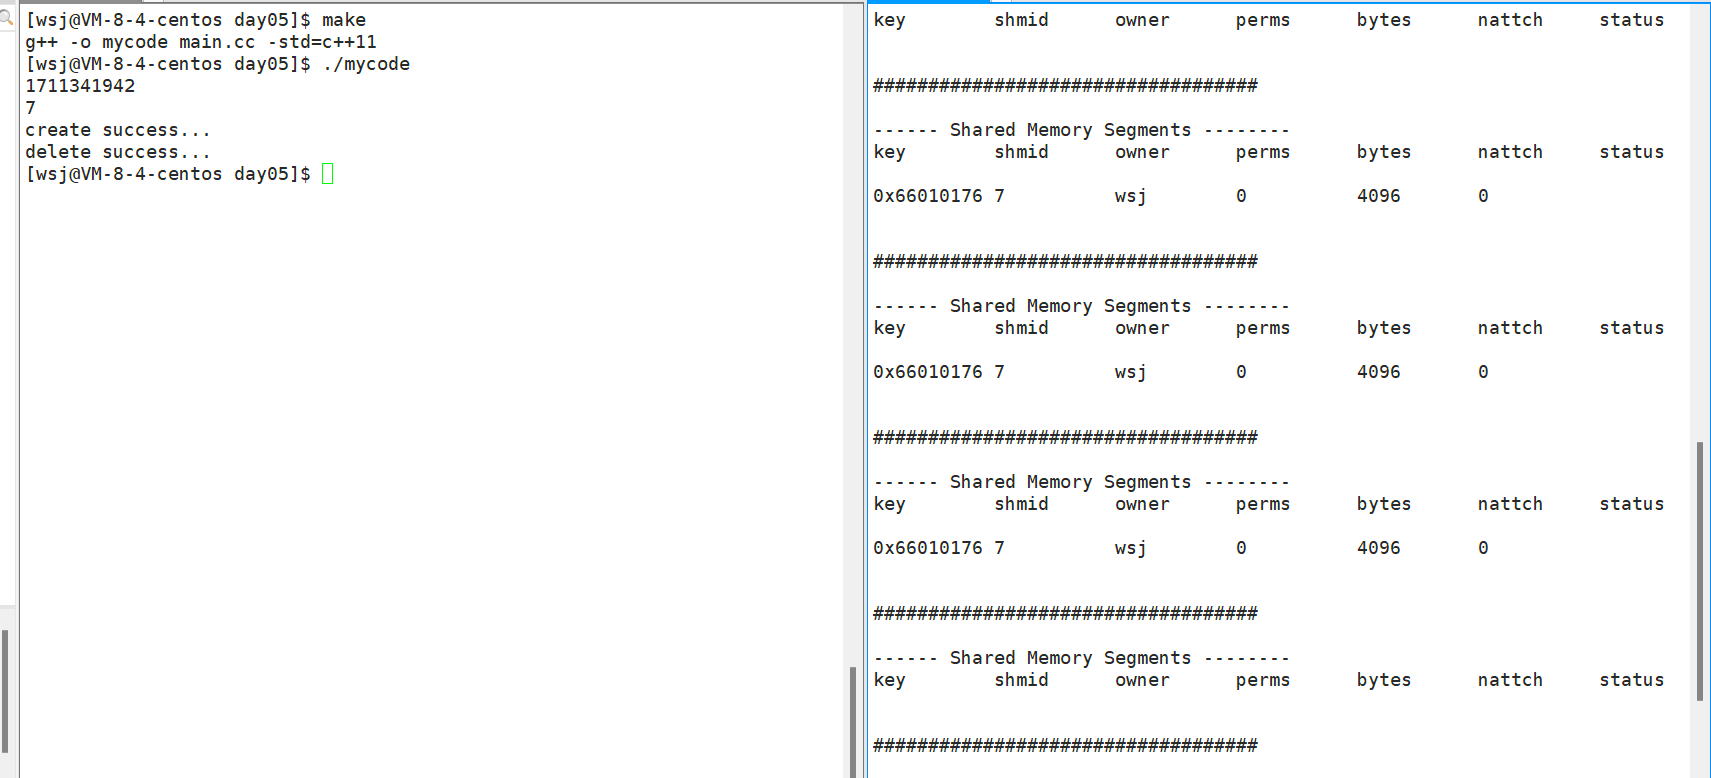 [wsj@VM-8-4-centos day05]$ make
g++ -o mycode main.cc -std=c++11
[wsj@VM-8-4-centos day05]$ ./mycode
1711341942
7
create success...
delete success...
[wsj@VM-8-4-centos day05]$
key        shmid      owner      perms      bytes      nattch     status
###################################
------ Shared Memory Segments --------
key        shmid      owner      perms      bytes      nattch     status
0x66010176 7          wsj        0          4096       0
###################################
------ Shared Memory Segments --------
key        shmid      owner      perms      bytes      nattch     status
0x66010176 7          wsj        0          4096       0
###################################
------ Shared Memory Segments --------
key        shmid      owner      perms      bytes      nattch     status
0x66010176 7          wsj        0          4096       0
###################################
------ Shared Memory Segments --------
key        shmid      owner      perms      bytes      nattch     status
###################################